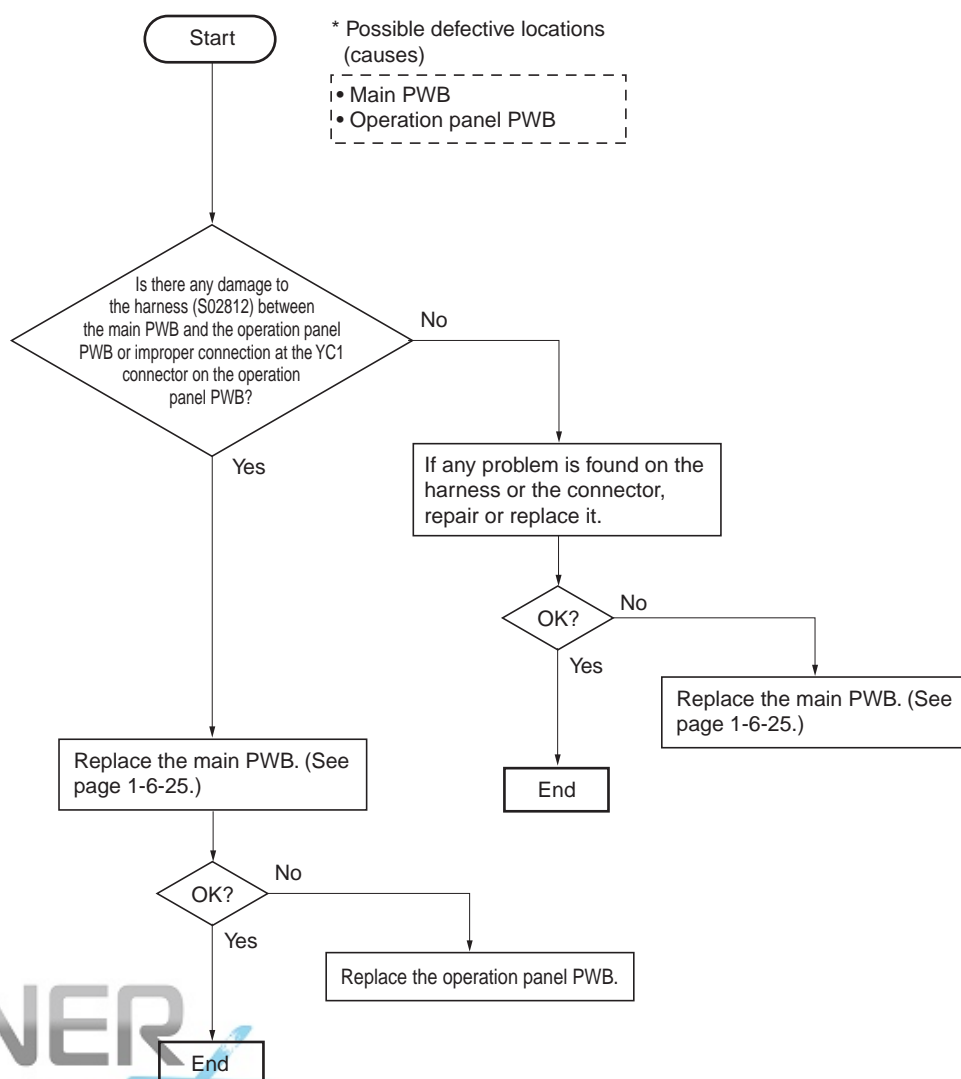 Start
* Possible defective locations
(causes)
• Main PWB
• Operation panel PWB
Is there any damage to
the harness (S02812) between
the main PWB and the operation panel
PWB or improper connection at the YC1
connector on the operation
panel PWB?
No
Yes
If any problem is found on the
harness or the connector,
repair or replace it.
OK?
No
Yes
Replace the main PWB. (See
page 1-6-25.)
End
Replace the main PWB. (See
page 1-6-25.)
OK?
No
Yes
Replace the operation panel PWB.
End
NER